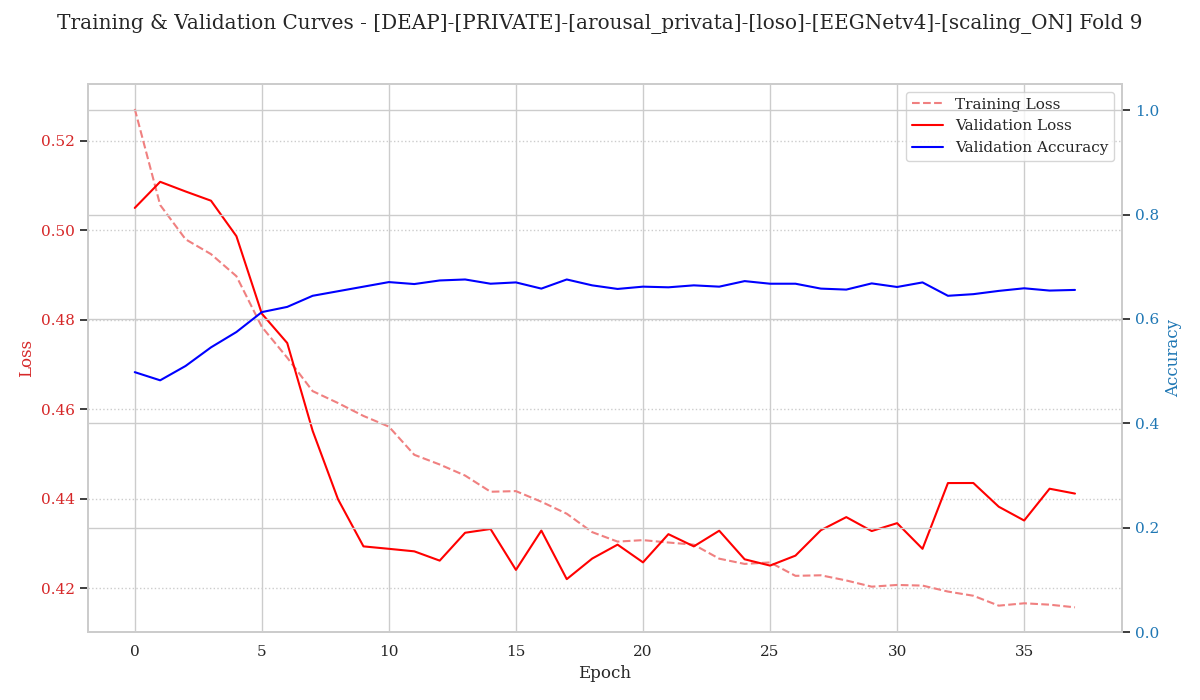 Training & Validation Curves - [DEAP]-[PRIVATE]-[arousal_privata]-[loso]-[EEGNetv4]-[scaling_ON] Fold 9
Training Loss
Validation Loss
Validation Accuracy
0.52
0.50
0.48
0.46
0.44
0.42
Loss
1.0
0.8
0.6
0.4
0.2
0.0
Accuracy
0 5 10 15 20 25 30 35
Epoch